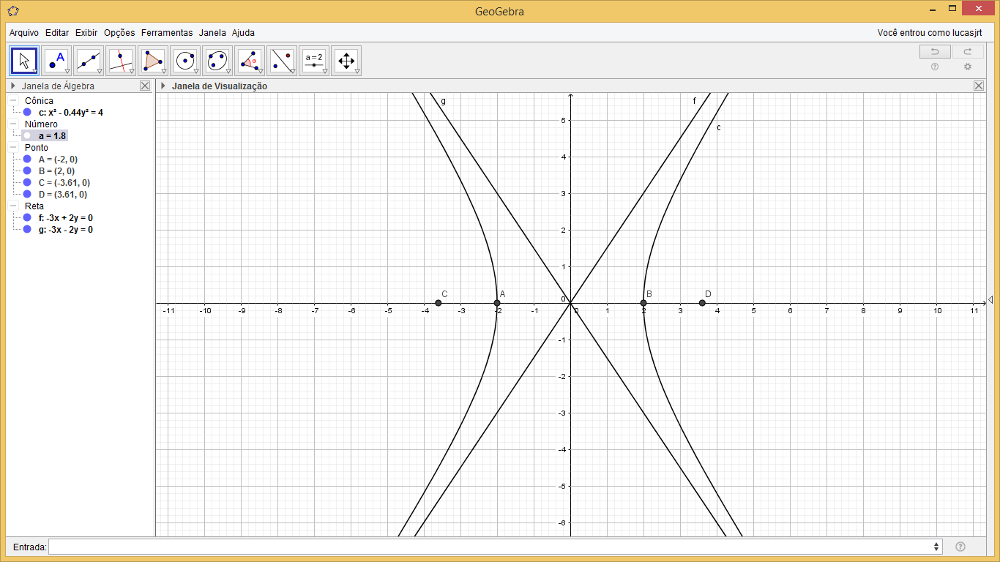 GeoGebra
Arquivo Editar Exibir Opções Ferramentas Janela Ajuda
Você entrou como lucasjrt
A
α
a = 2
Janela de Álgebra
Janela de Visualização
Cônica
c: x² - 0.44y² = 4
Número
a = 1.8
Ponto
A = (-2, 0)
B = (2, 0)
C = (-3.61, 0)
D = (3.61, 0)
Reta
f: -3x + 2y = 0
g: -3x - 2y = 0
g
f
5
c
4
3
2
1
C
A
0
B
D
-11 -10 -9 -8 -7 -6 -5 -4 -3 -2 -1 0 1 2 3 4 5 6 7 8 9 10 11
-1
-2
-3
-4
-5
-6
Entrada: